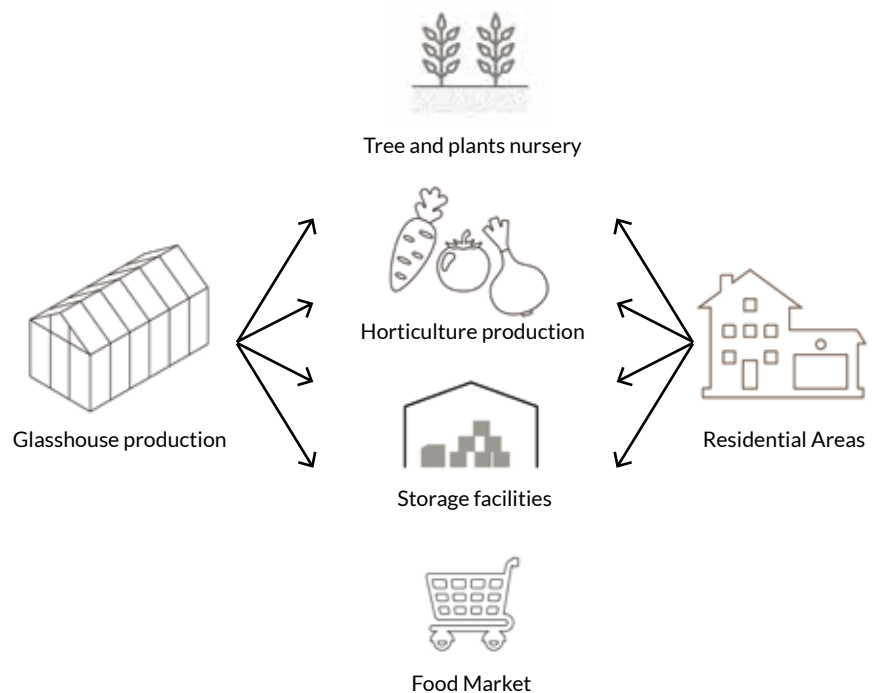 Tree and plants nursery
Horticulture production
Glasshouse production
Residential Areas
Storage facilities
Food Market